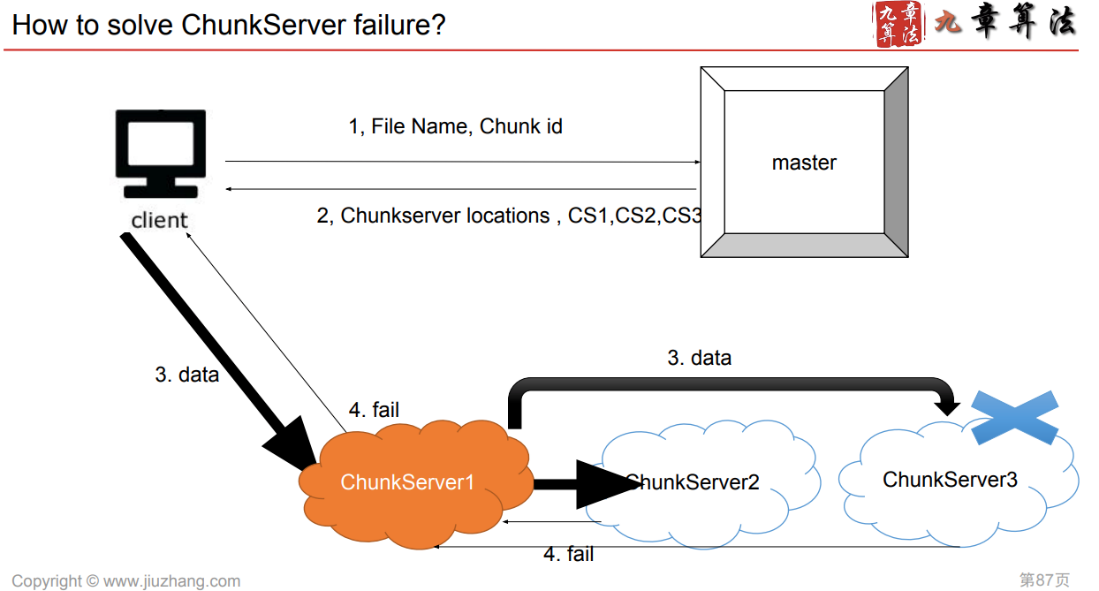 How to solve ChunkServer failure?
九章算法
九章算法
1, File Name, Chunk id
master
2, Chunkserver locations , CS1,CS2,CS3
client
3. data
3. data
4. fail
ChunkServer1
ChunkServer2
ChunkServer3
4. fail
Copyright © www.jiuzhang.com
第87页